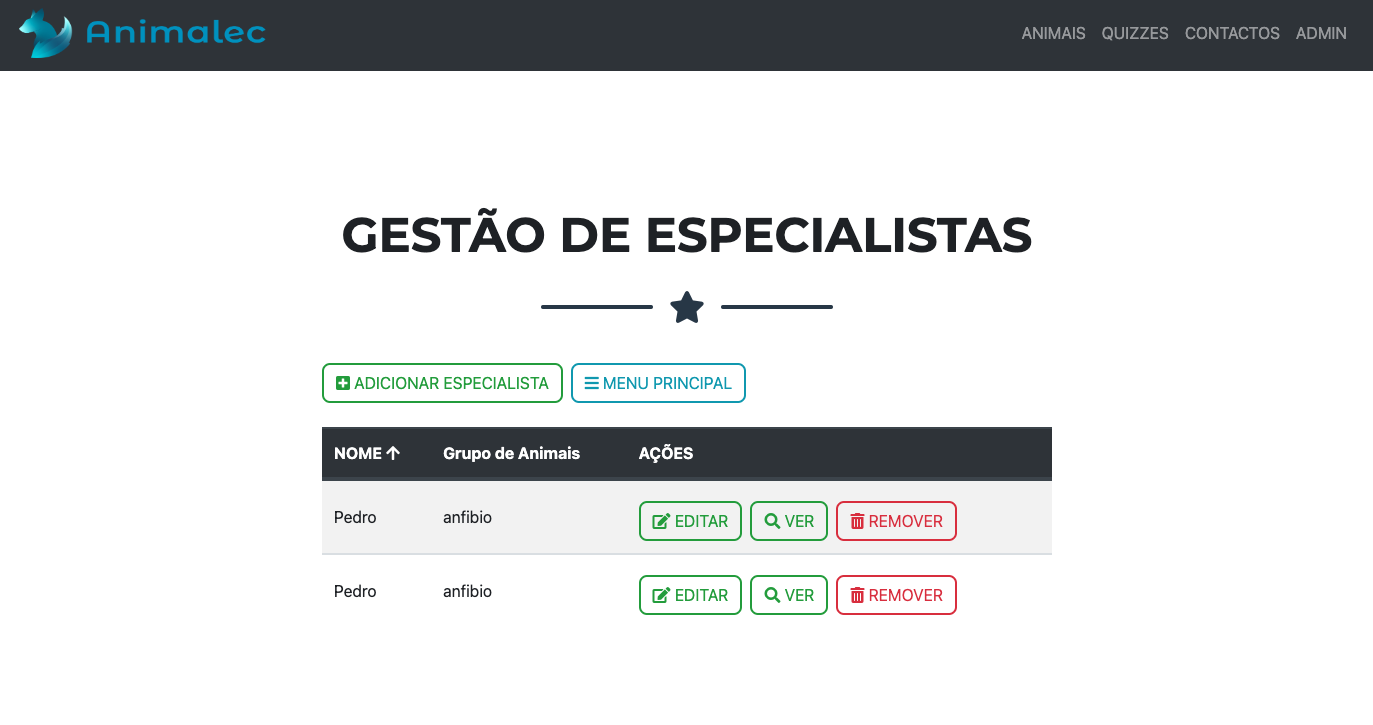 Animalec
ANIMAIS QUIZZES CONTACTOS ADMIN
GESTÃO DE ESPECIALISTAS
ADICIONAR ESPECIALISTA MENU PRINCIPAL
NOME Grupo de Animais AÇÕES
Pedro anfibio EDITAR VER REMOVER
Pedro anfibio EDITAR VER REMOVER